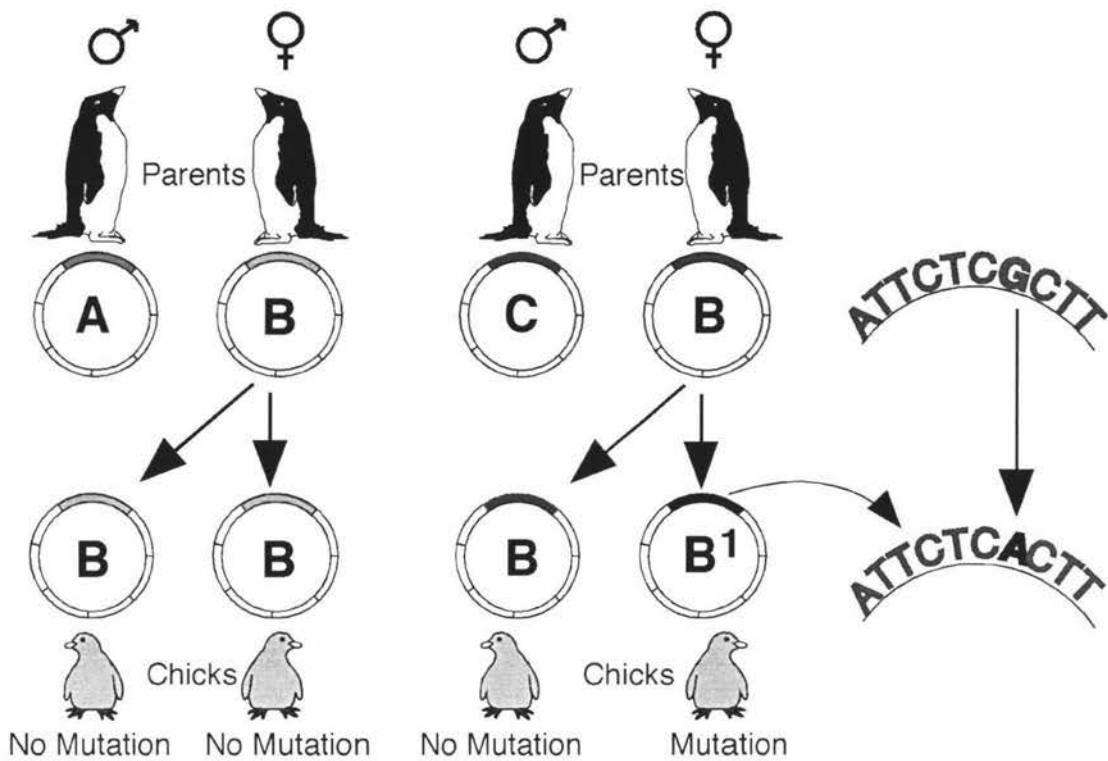 ♂ ♀ ♂ ♀
Parents Parents
A B C B
ATTCTCGCTT
B B B B¹
ATTCTCACTT
Chicks Chicks
No Mutation No Mutation No Mutation Mutation